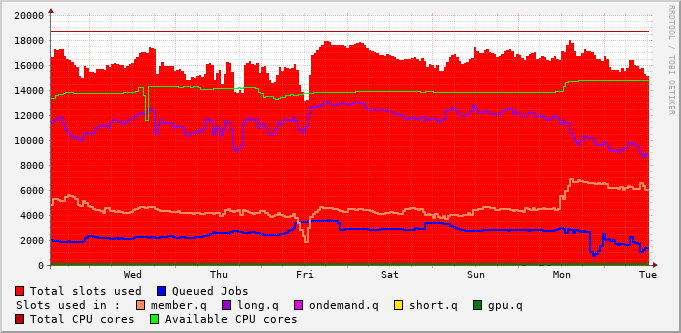 20000
18000
16000
14000
12000
10000
8000
6000
4000
2000
0
Wed Thu Fri Sat Sun Mon Tue
Total slots used Queued Jobs
Slots used in : member.q long.q ondemand.q short.q gpu.q
Total CPU cores Available CPU cores
RRDTOOL / TOBI OETIKER